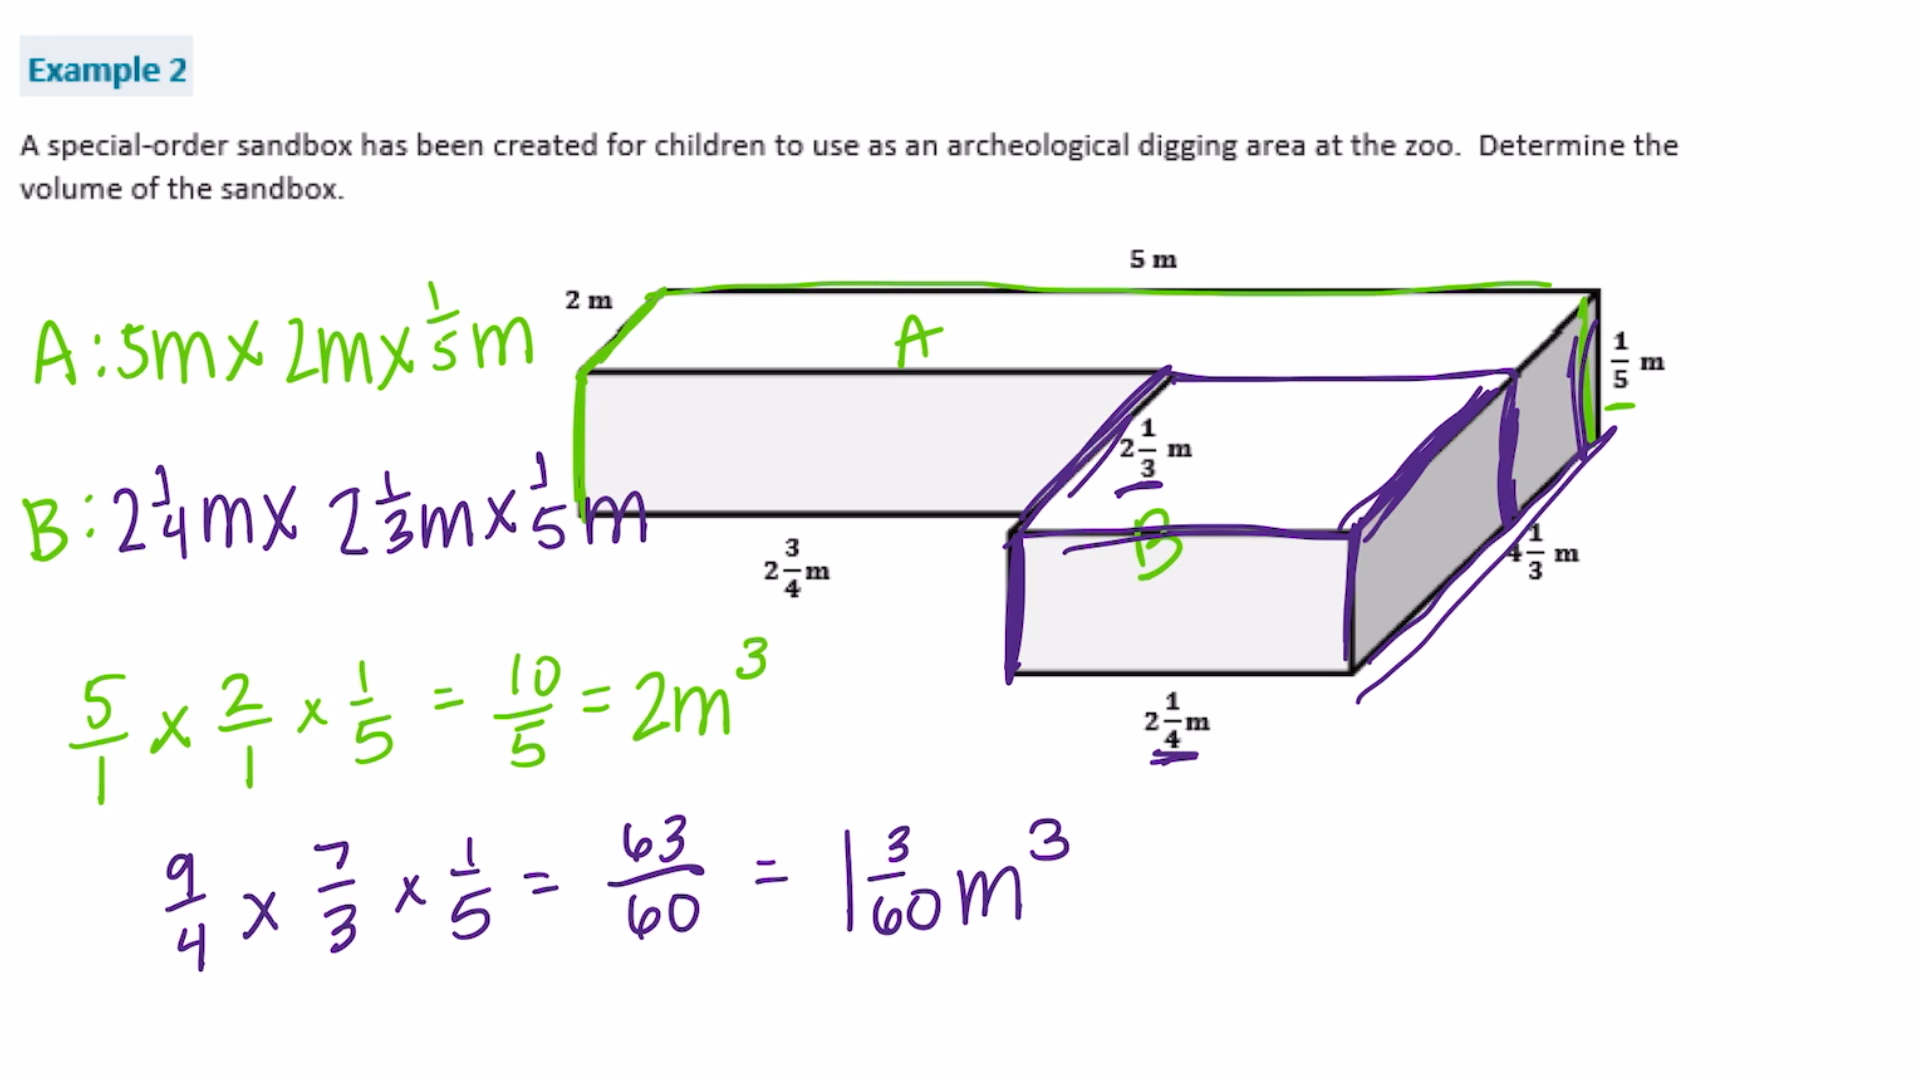 Example 2
A special-order sandbox has been created for children to use as an archeological digging area at the zoo. Determine the
volume of the sandbox.
5 m
2 m
A: 5m x 2m x 1/5 m
A
1/5 m
2 1/3 m
B: 2 1/4 m x 2 1/3 m x 1/5 m
B
2 3/4 m
4 1/3 m
2 1/4 m
5/1 x 2/1 x 1/5 = 10/5 = 2m³
9/4 x 7/3 x 1/5 = 63/60 = 1 3/60 m³